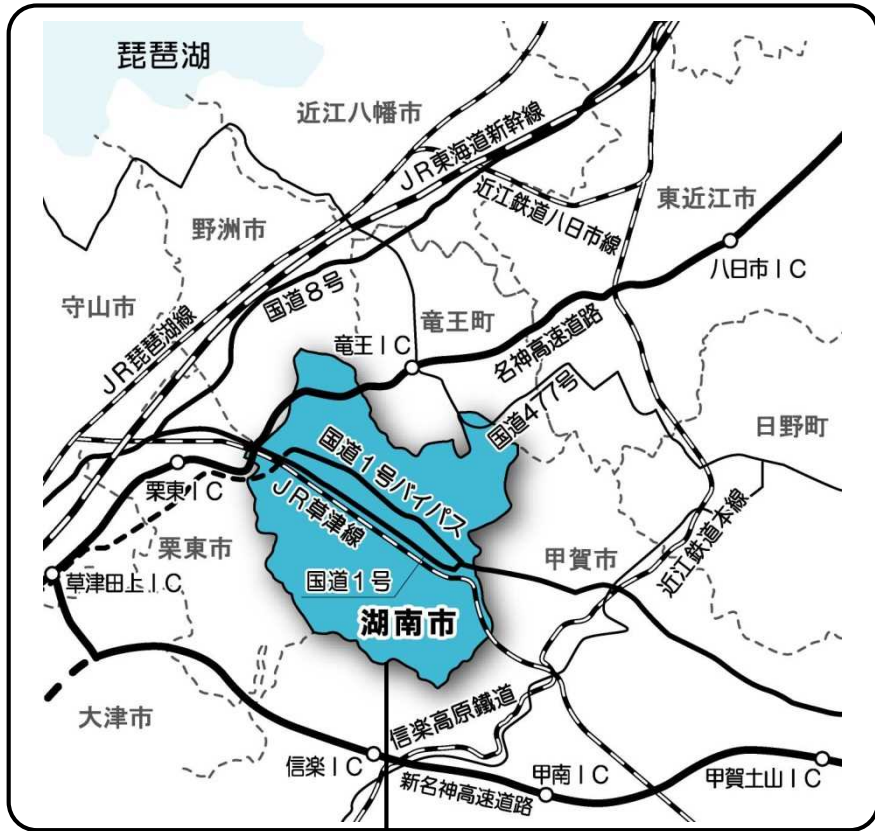 琵琶湖
近江八幡市
JR東海道新幹線
近江鉄道八日市線
東近江市
野洲市
八日市IC
守山市
国道8号
竜王町
JR琵琶湖線
竜王IC
名神高速道路
国道477号
日野町
国道1号バイパス
栗東IC
JR草津線
栗東市
甲賀市
近江鉄道本線
草津田上IC
国道1号
湖南市
大津市
信楽高原鐵道
信楽IC
新名神高速道路
甲南IC
甲賀土山IC